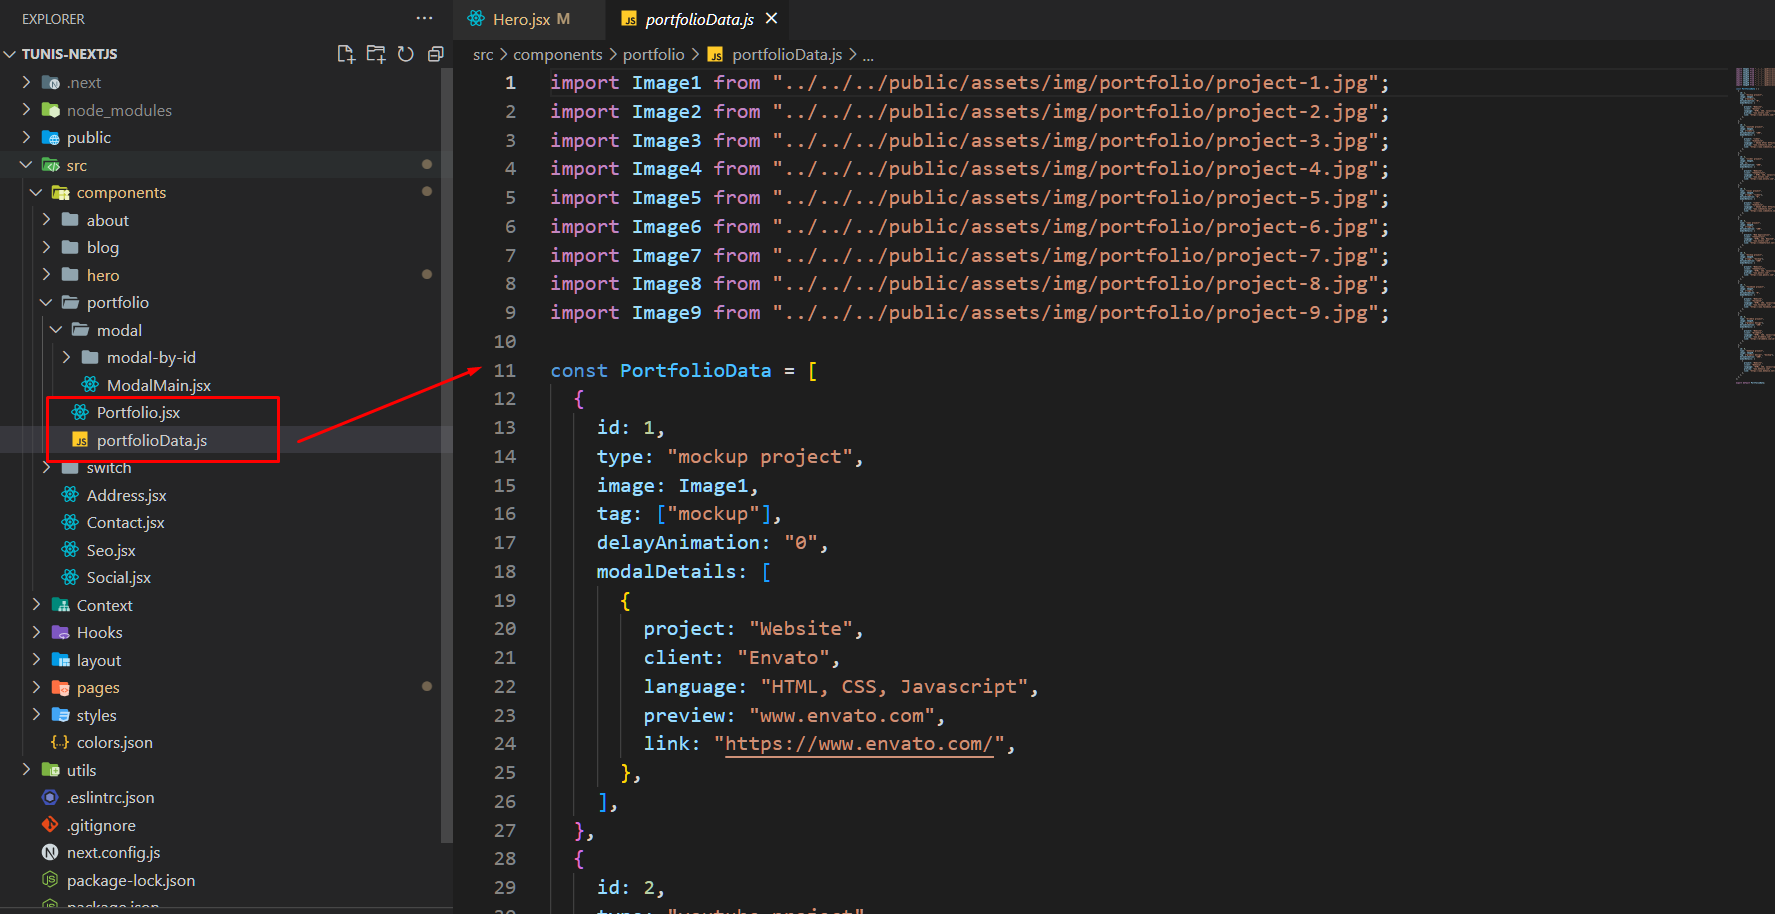 EXPLORER
TUNIS-NEXTJS
.next
node_modules
public
src
components
about
blog
hero
portfolio
modal
modal-by-id
ModalMain.jsx
Portfolio.jsx
JS portfolioData.js
switch
Address.jsx
Contact.jsx
Seo.jsx
Social.jsx
Context
Hooks
layout
pages
styles
{..} colors.json
utils
.eslintrc.json
.gitignore
N next.config.js
JS package-lock.json
JS package.json
Hero.jsx M
JS portfolioData.js
src > components > portfolio > JS portfolioData.js > ...
1 import Image1 from "../../../public/assets/img/portfolio/project-1.jpg";
2 import Image2 from "../../../public/assets/img/portfolio/project-2.jpg";
3 import Image3 from "../../../public/assets/img/portfolio/project-3.jpg";
4 import Image4 from "../../../public/assets/img/portfolio/project-4.jpg";
5 import Image5 from "../../../public/assets/img/portfolio/project-5.jpg";
6 import Image6 from "../../../public/assets/img/portfolio/project-6.jpg";
7 import Image7 from "../../../public/assets/img/portfolio/project-7.jpg";
8 import Image8 from "../../../public/assets/img/portfolio/project-8.jpg";
9 import Image9 from "../../../public/assets/img/portfolio/project-9.jpg";
10
11 const PortfolioData = [
12 {
13 id: 1,
14 type: "mockup project",
15 image: Image1,
16 tag: ["mockup"],
17 delayAnimation: "0",
18 modalDetails: [
19 {
20 project: "Website",
21 client: "Envato",
22 language: "HTML, CSS, Javascript",
23 preview: "www.envato.com",
24 link: "https://www.envato.com/",
25 },
26 ],
27 },
28 {
29 id: 2,
30 type: "youtube project"